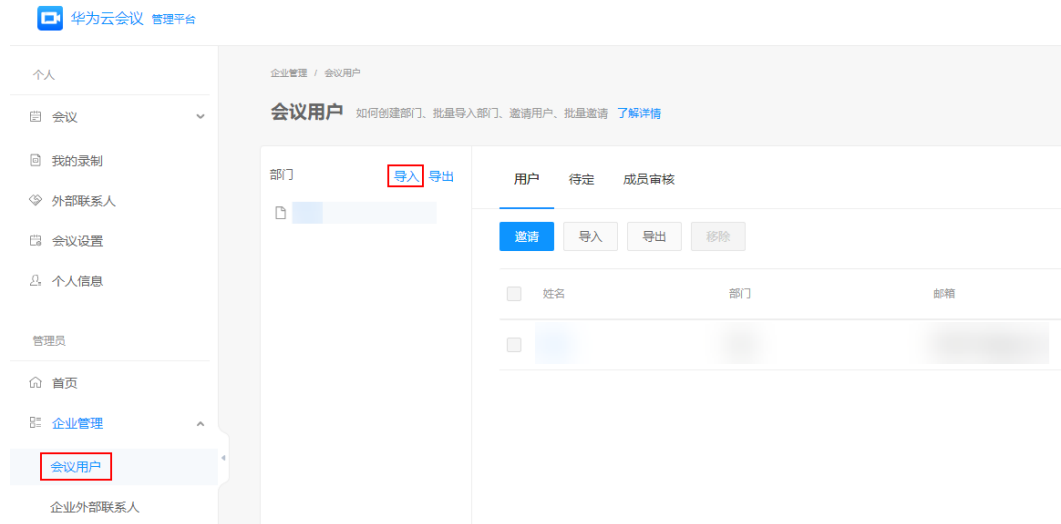 华为云会议 管理平台
个人
会议
我的录制
外部联系人
会议设置
个人信息
管理员
首页
企业管理
会议用户
企业外部联系人
企业管理 / 会议用户
会议用户 如何创建部门、批量导入部门、邀请用户、批量邀请 了解详情
部门 导入 导出
用户 待定 成员审核
邀请 导入 导出 移除
姓名 部门 邮箱